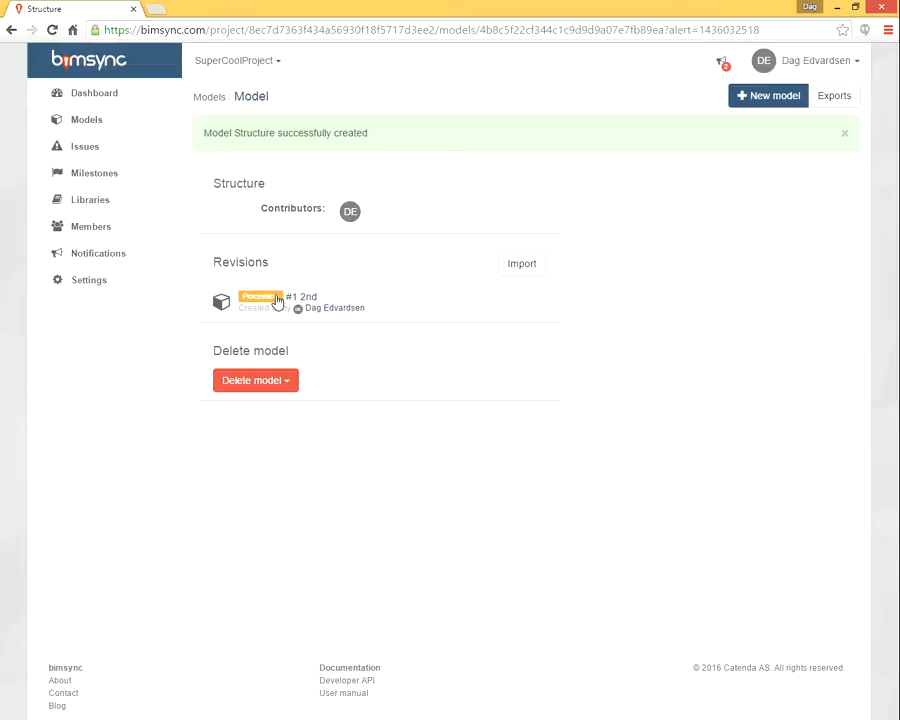 Structure
Dag
https://bimsync.com/project/8ec7d7363f434a56930f18f5717d3ee2/models/4b8c5f22cf344c1c9d9d9a07e7fb89ea?alert=1436032518
bimsync
SuperCoolProject
2
DE Dag Edvardsen
Dashboard
Models
Issues
Milestones
Libraries
Members
Notifications
Settings
Models Model
New model Exports
Model Structure successfully created
Structure
Contributors: DE
Revisions
Import
#1 2nd
Created by Dag Edvardsen
Delete model
Delete model
bimsync
About
Contact
Blog
Documentation
Developer API
User manual
© 2016 Catenda AS. All rights reserved.